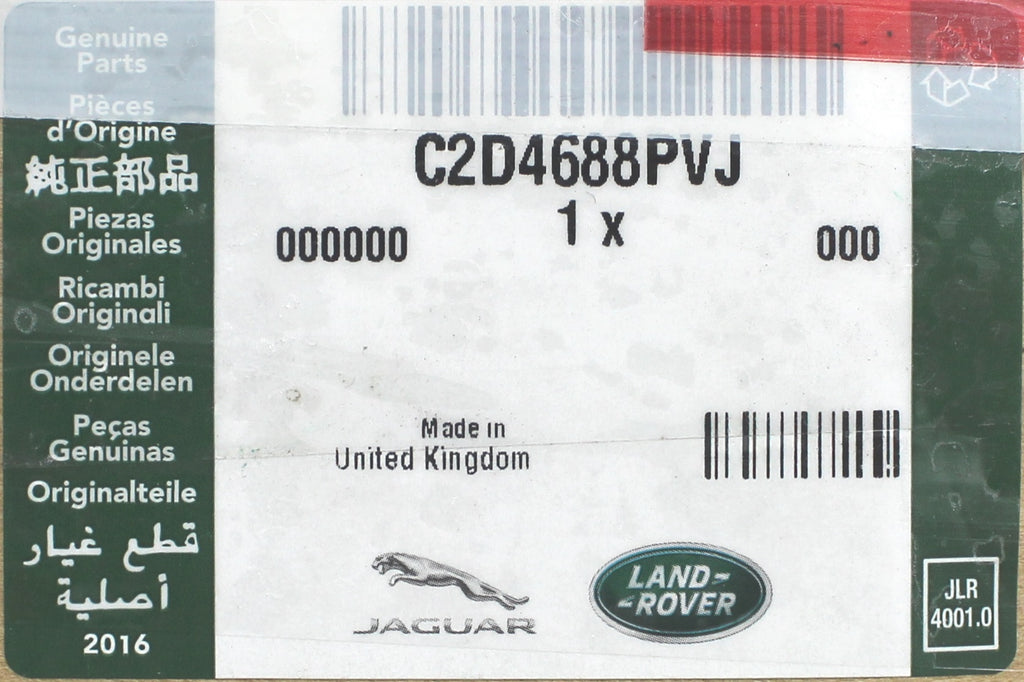 Genuine
Parts
Pièces
d'Origine
純正部品
Piezas
Originales
Ricambi
Originali
Originele
Onderdelen
Peças
Genuinas
Originalteile
قطع غيار
أصلية
2016
C2D4688PVJ
1 x
000000
000
Made in
United Kingdom
JAGUAR
LAND-
-ROVER
JLR
4001.0